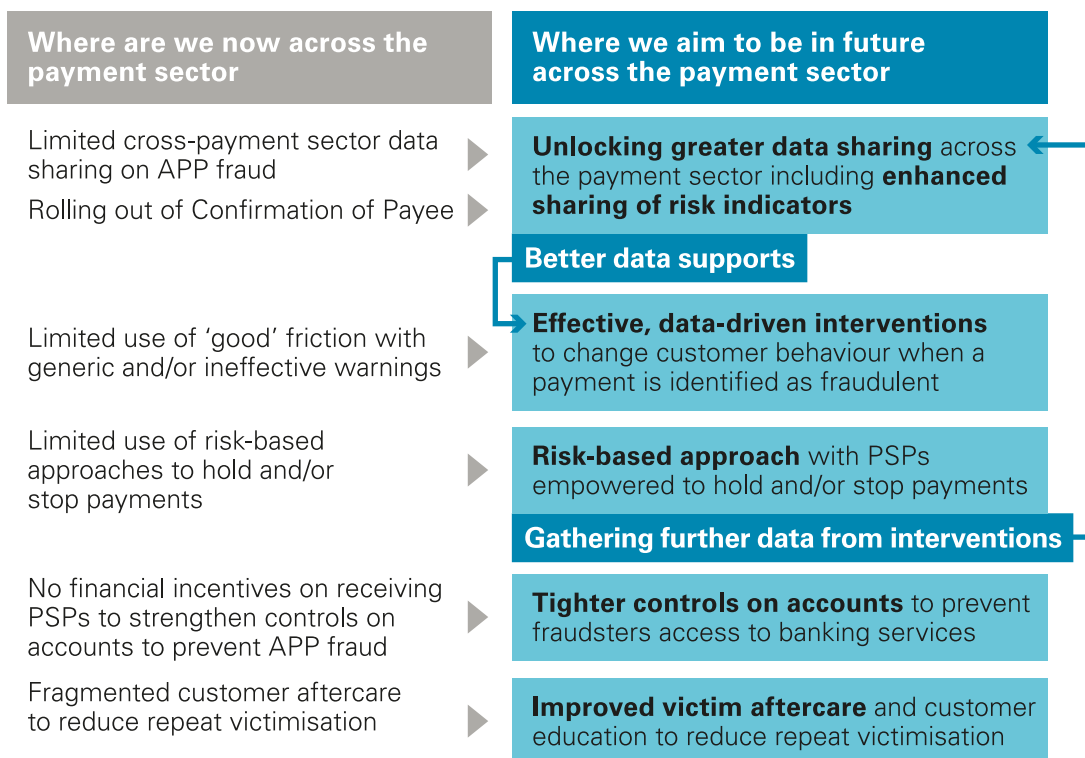 Where are we now across the
payment sector
Where we aim to be in future
across the payment sector
Limited cross-payment sector data
sharing on APP fraud
Rolling out of Confirmation of Payee
Unlocking greater data sharing across
the payment sector including enhanced
sharing of risk indicators
Better data supports
Limited use of ‘good’ friction with
generic and/or ineffective warnings
Effective, data-driven interventions
to change customer behaviour when a
payment is identified as fraudulent
Limited use of risk-based
approaches to hold and/or
stop payments
Risk-based approach with PSPs
empowered to hold and/or stop payments
Gathering further data from interventions
No financial incentives on receiving
PSPs to strengthen controls on
accounts to prevent APP fraud
Tighter controls on accounts to prevent
fraudsters access to banking services
Fragmented customer aftercare
to reduce repeat victimisation
Improved victim aftercare and customer
education to reduce repeat victimisation